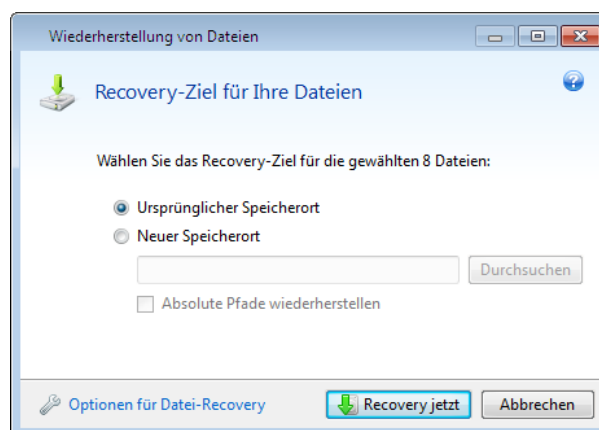 Wiederherstellung von Dateien
Recovery-Ziel für Ihre Dateien
Wählen Sie das Recovery-Ziel für die gewählten 8 Dateien:
Ursprünglicher Speicherort
Neuer Speicherort
Durchsuchen
Absolute Pfade wiederherstellen
Optionen für Datei-Recovery Recovery jetzt Abbrechen